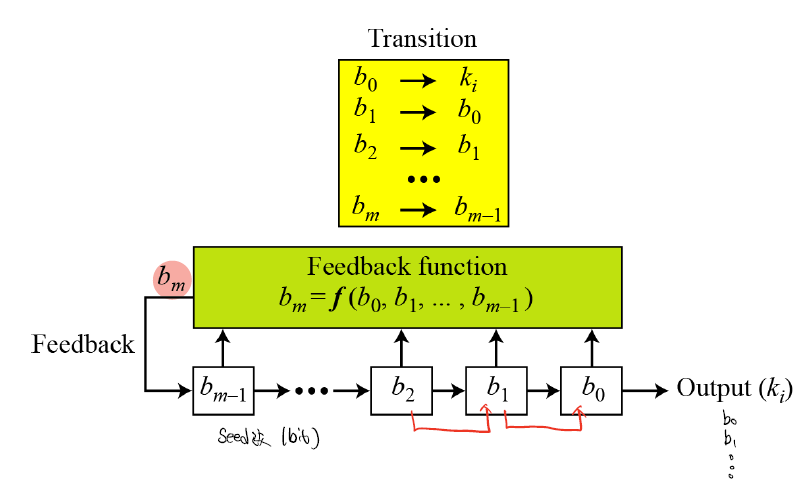 Transition
b₀ → kᵢ
b₁ → b₀
b₂ → b₁
•••
bₘ → bₘ₋₁
bₘ
Feedback function
bₘ = f (b₀, b₁, ... , bₘ₋₁)
Feedback
bₘ₋₁ ••• b₂ b₁ b₀ Output (kᵢ)
Seed (bit)
b₀
b₁